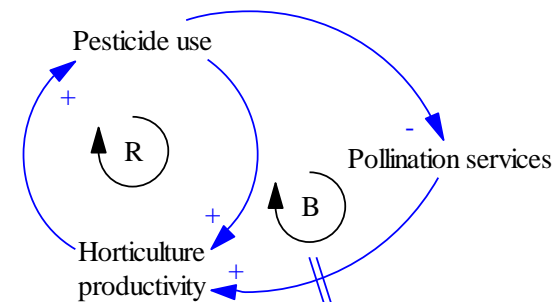 Pesticide use
+
-
R
Pollination services
B
+
Horticulture
productivity
+